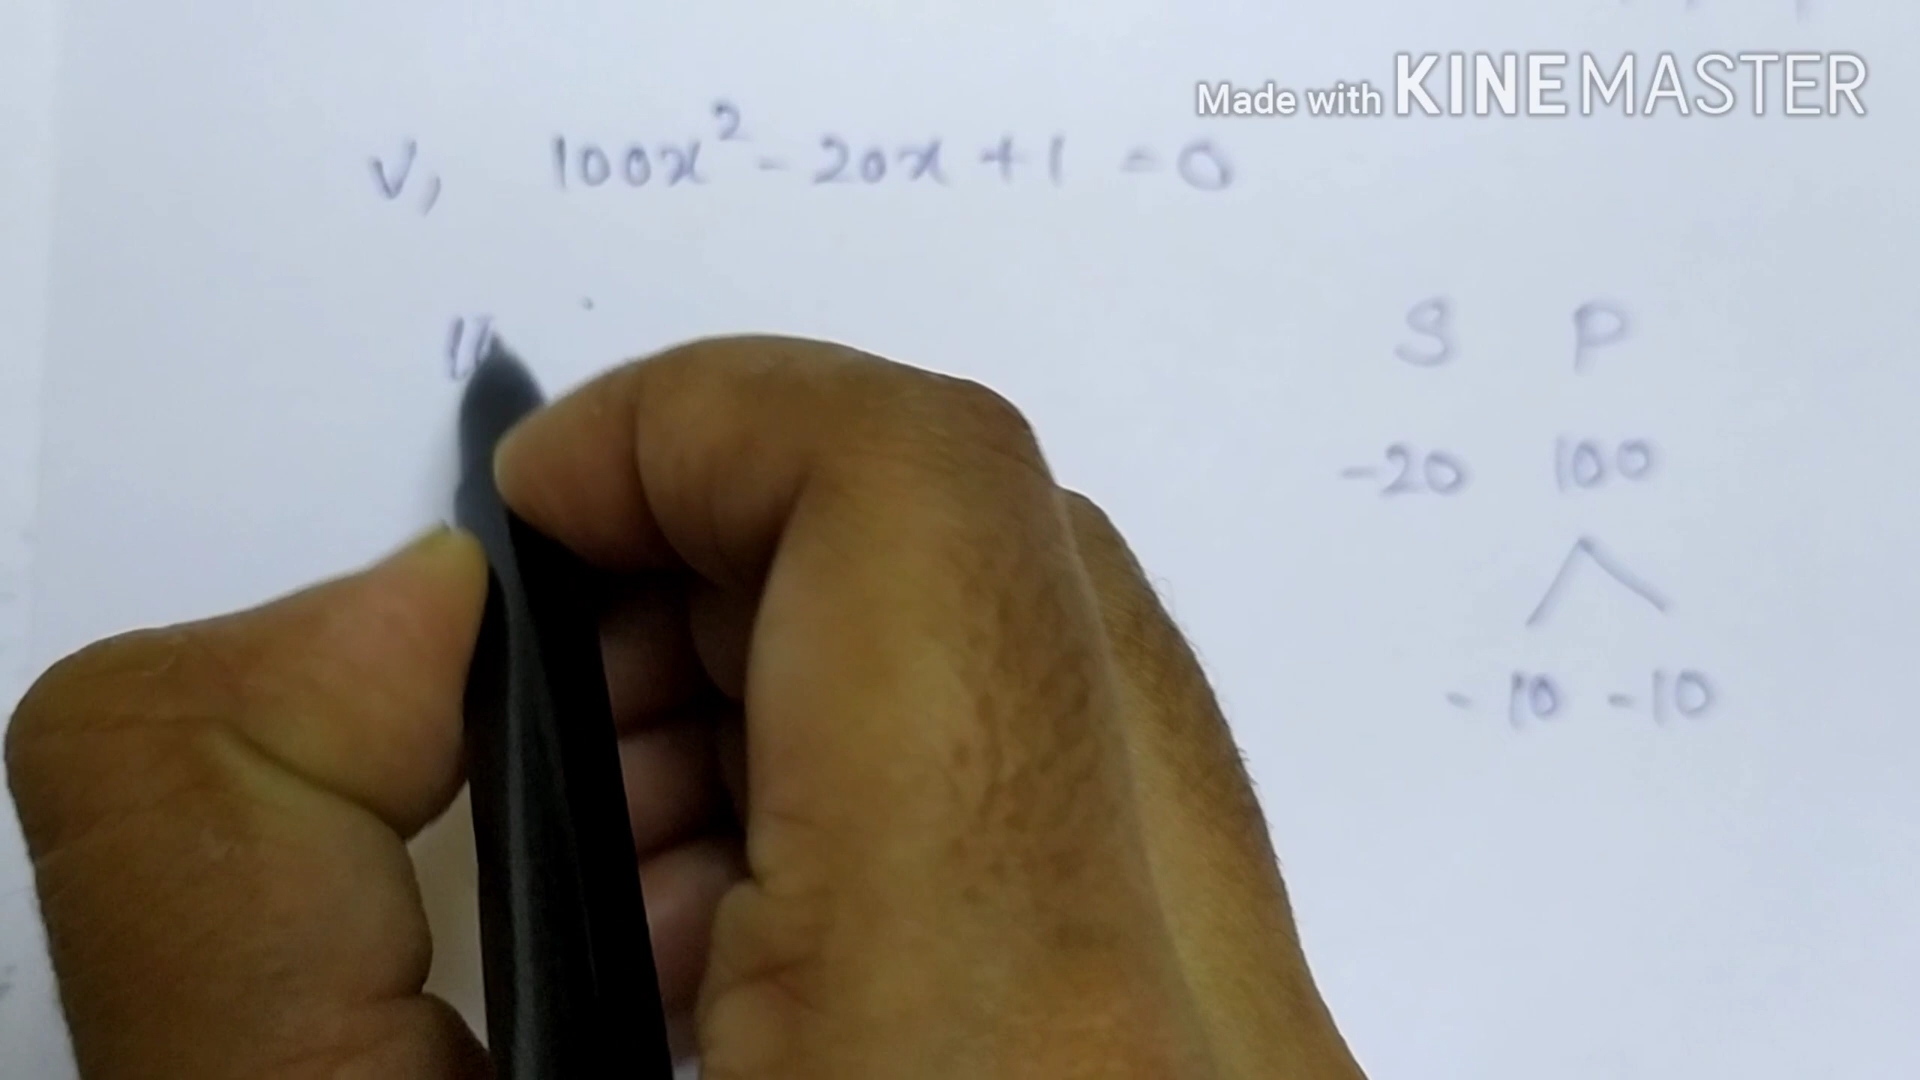 Made with KINEMASTER
V, 100x² - 20x + 1 = 0
S P
-20 100
-10 -10